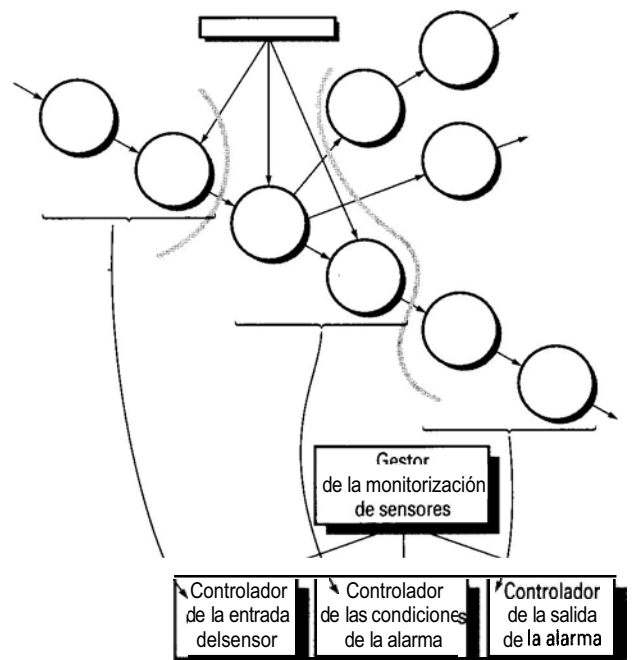 Gestor
de la monitorización
de sensores
Controlador
de la entrada
delsensor
Controlador
de las condiciones
de la alarma
Controlador
de la salida
de la alarma